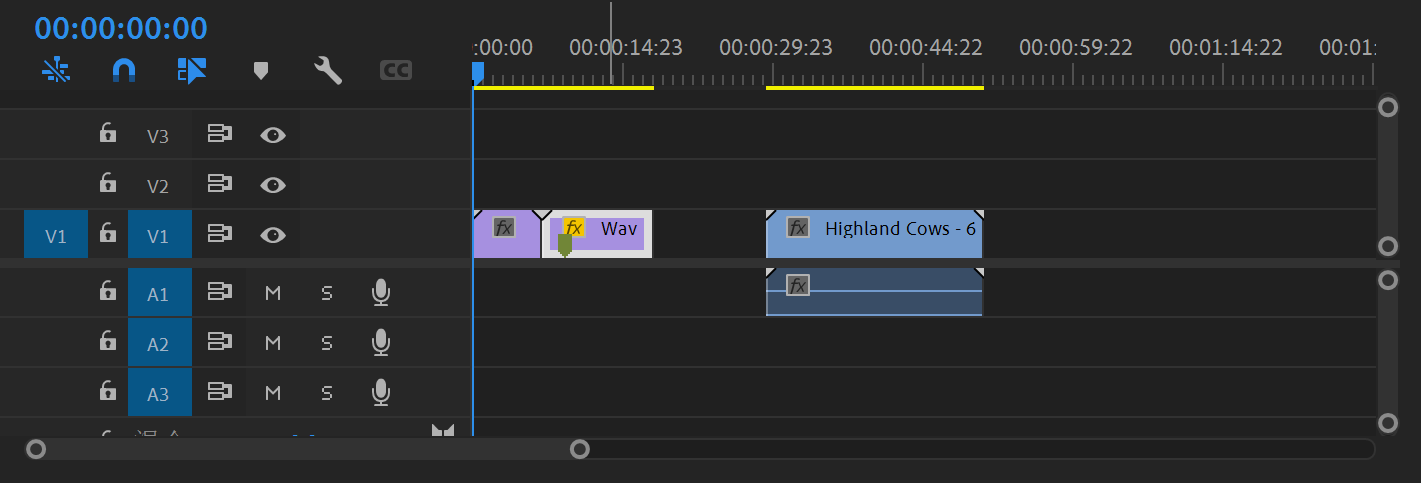 00:00:00:00
:00:00 00:00:14:23 00:00:29:23 00:00:44:22 00:00:59:22 00:01:14:22 00:01:
CC
V3
V2
V1 V1 fx fx Wav fx Highland Cows - 6
A1 M S fx
A2 M S
A3 M S